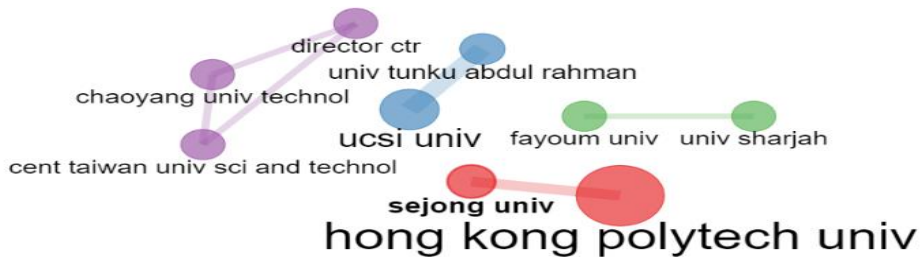 director ctr
univ tunku abdul rahman
chaoyang univ technol
ucsi univ
fayoum univ
univ sharjah
cent taiwan univ sci and technol
sejong univ
hong kong polytech univ